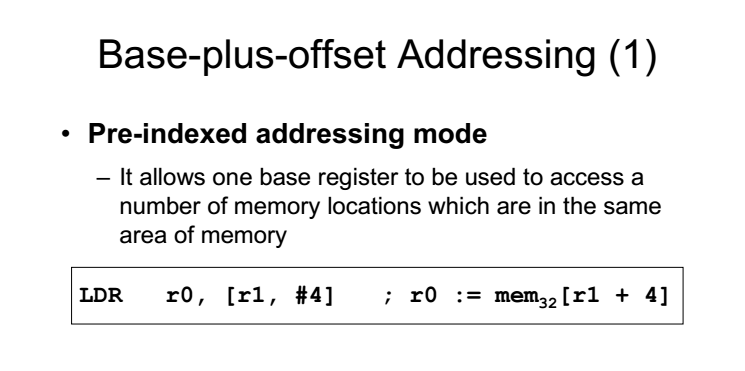 Base-plus-offset Addressing (1)
• Pre-indexed addressing mode
– It allows one base register to be used to access a
number of memory locations which are in the same
area of memory
LDR r0, [r1, #4] ; r0 := mem32[r1 + 4]